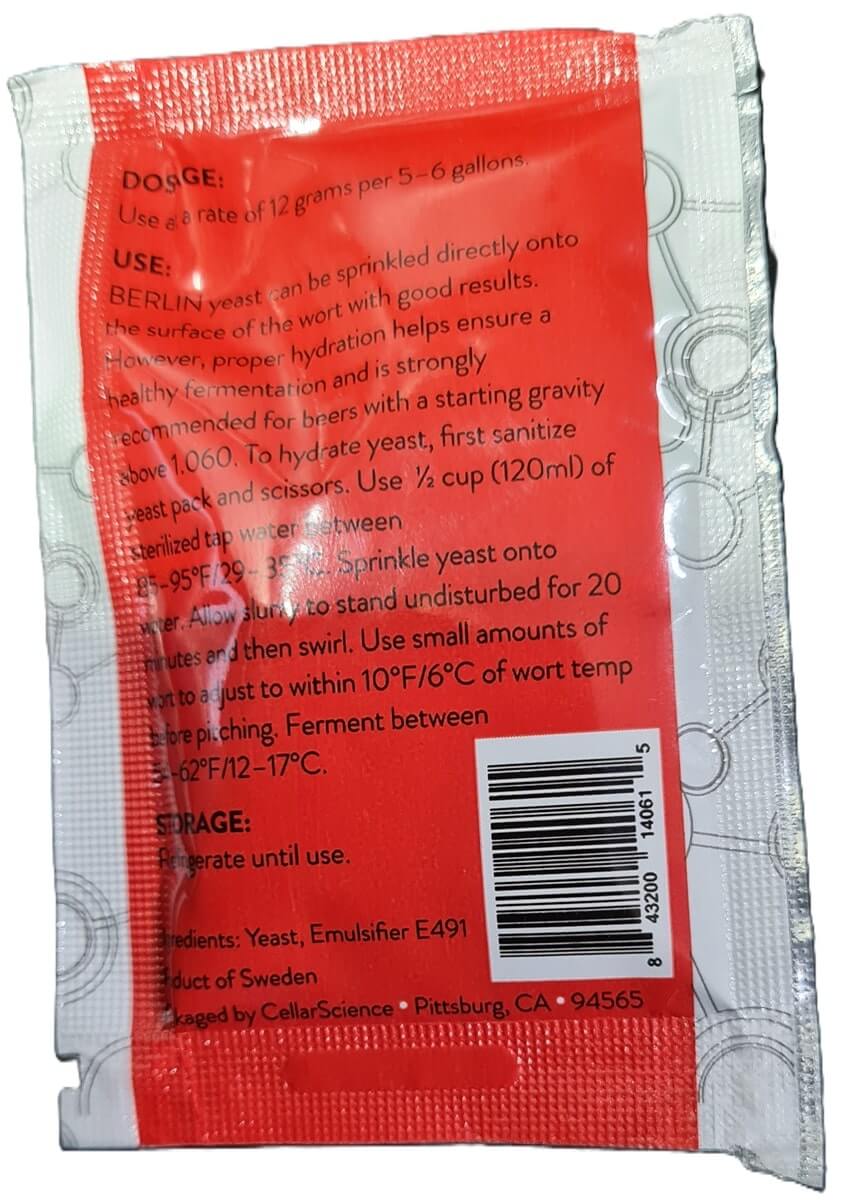 DOSAGE:
Use a a rate of 12 grams per 5–6 gallons.
USE:
BERLIN yeast can be sprinkled directly onto
the surface of the wort with good results.
However, proper hydration helps ensure a
healthy fermentation and is strongly
recommended for beers with a starting gravity
above 1.060. To hydrate yeast, first sanitize
yeast pack and scissors. Use ½ cup (120ml) of
sterilized tap water between
85–95°F/29–35°C. Sprinkle yeast onto
water. Allow slurry to stand undisturbed for 20
minutes and then swirl. Use small amounts of
wort to adjust to within 10°F/6°C of wort temp
before pitching. Ferment between
–62°F/12–17°C.
STORAGE:
Refrigerate until use.
Ingredients: Yeast, Emulsifier E491
Product of Sweden
Packaged by CellarScience • Pittsburg, CA • 94565
8 43200 14061 5